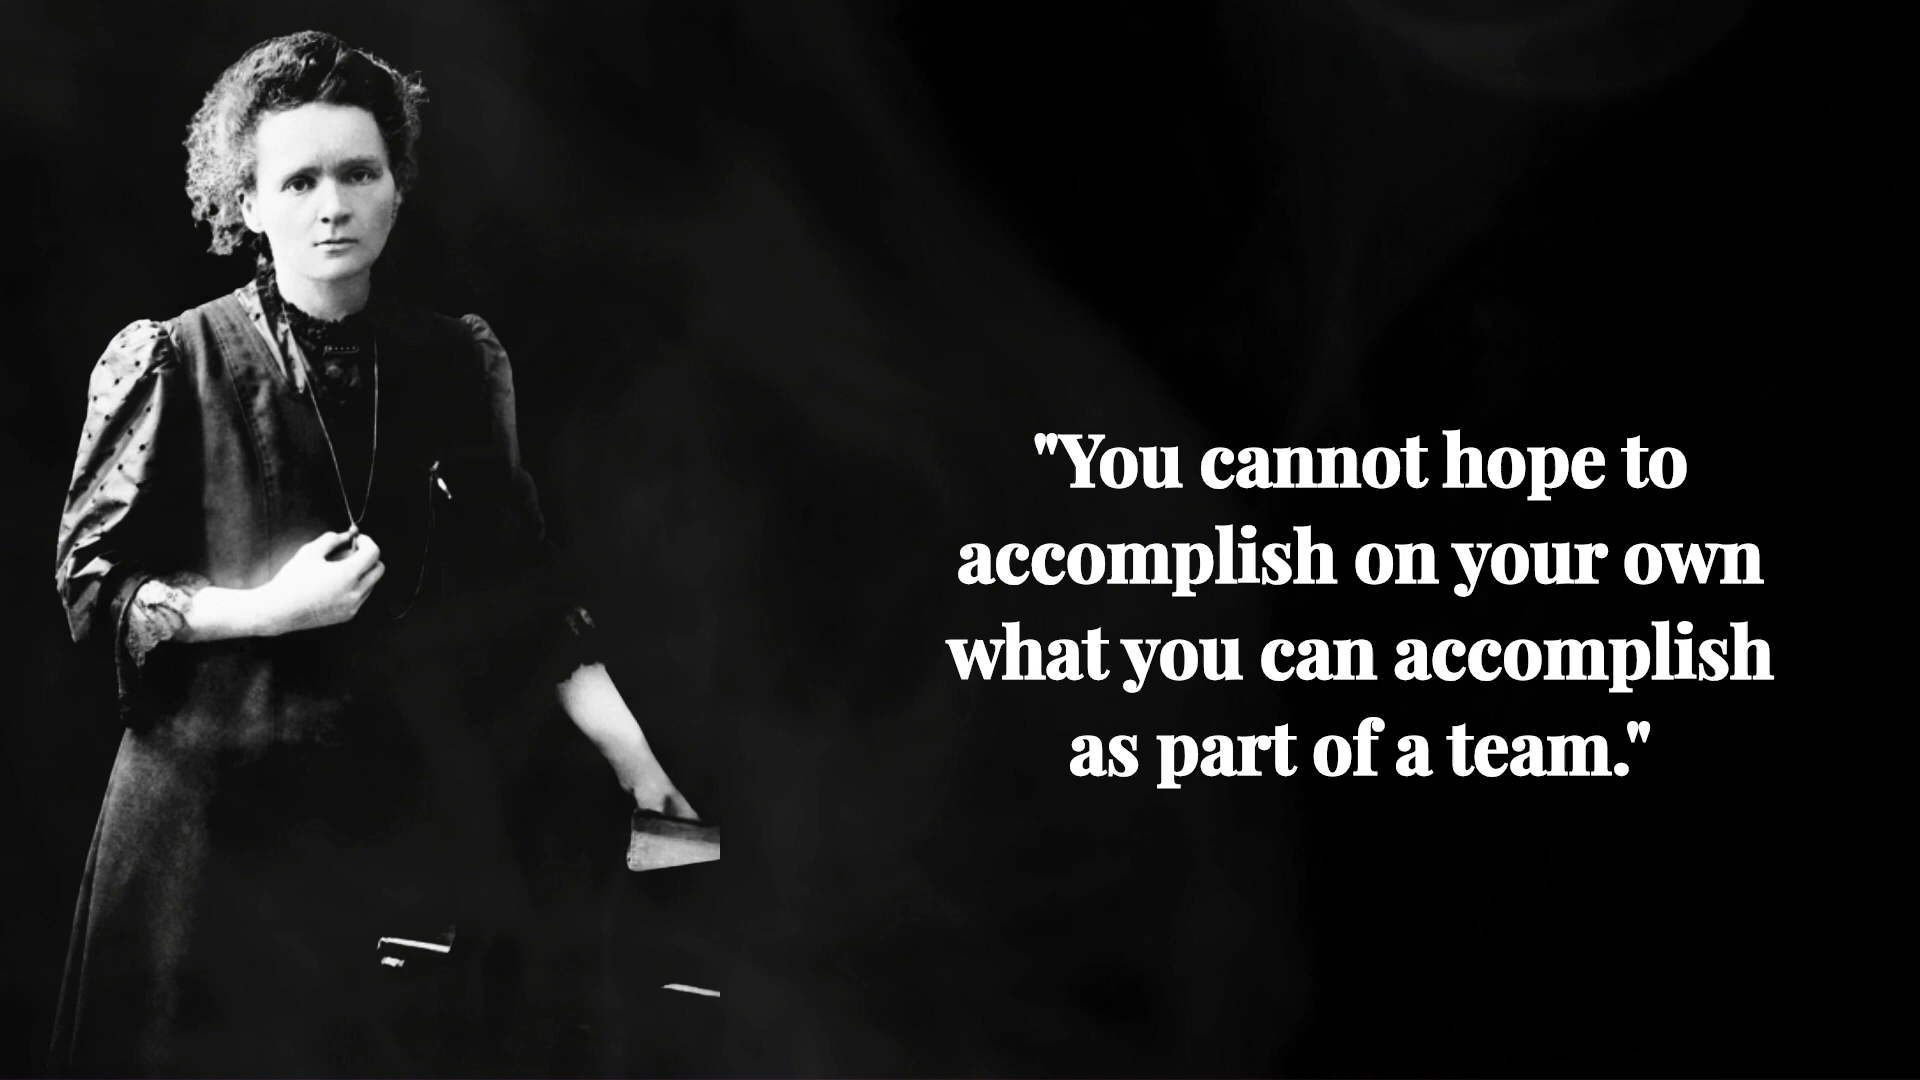 "You cannot hope to
accomplish on your own
what you can accomplish
as part of a team."